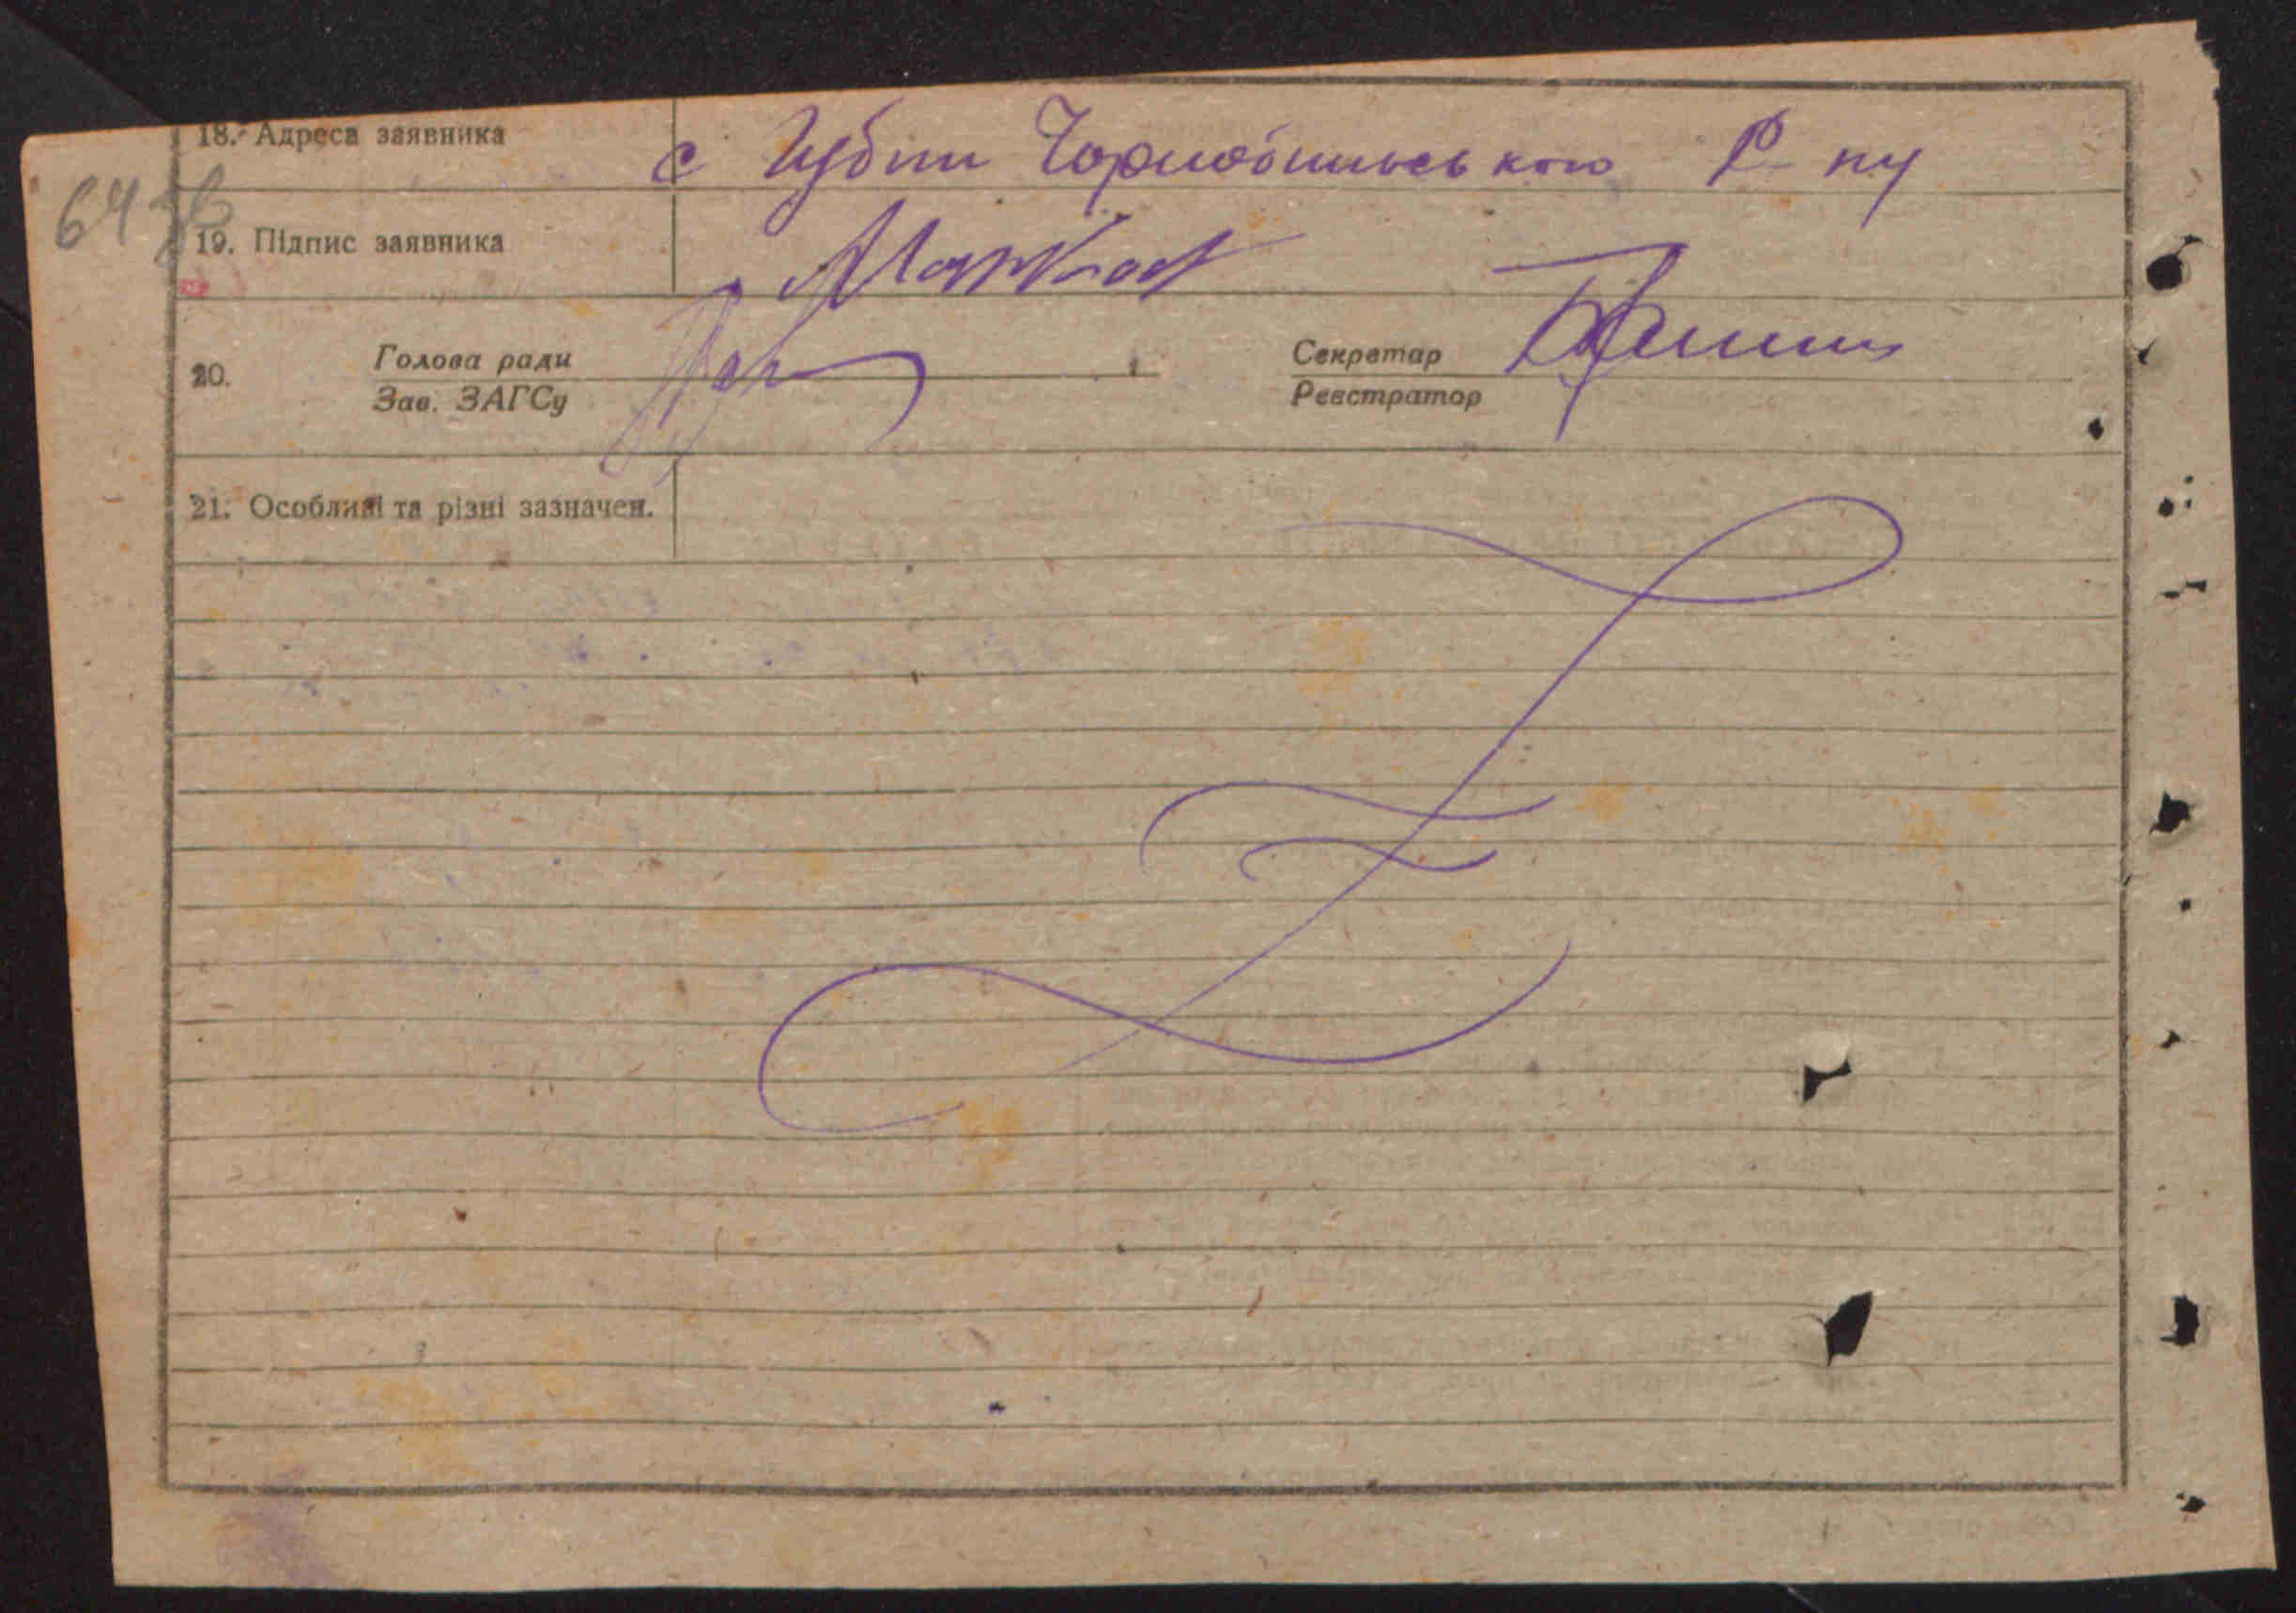 18. Адреса заявника с Губин Чорнобильського Р-ну
64 зв
19. Підпис заявника
20. Голова ради Секретар
Зав. ЗАГСу Реєстратор
21. Особливі та різні зазначен.